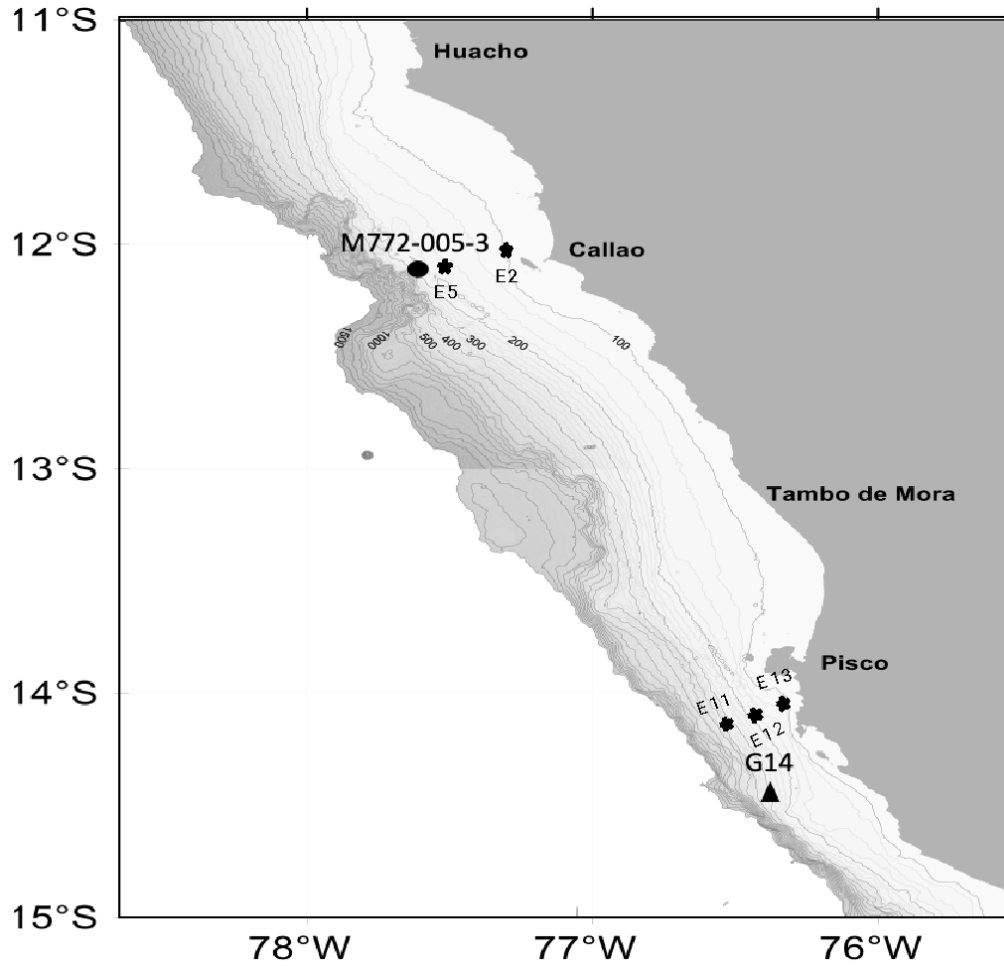 11°S
Huacho
12°S
M772-005-3
Callao
E5
E2
1500
1000
500
400
300
200
100
13°S
Tambo de Mora
Pisco
14°S
E11
E13
E12
G14
15°S
78°W
77°W
76°W